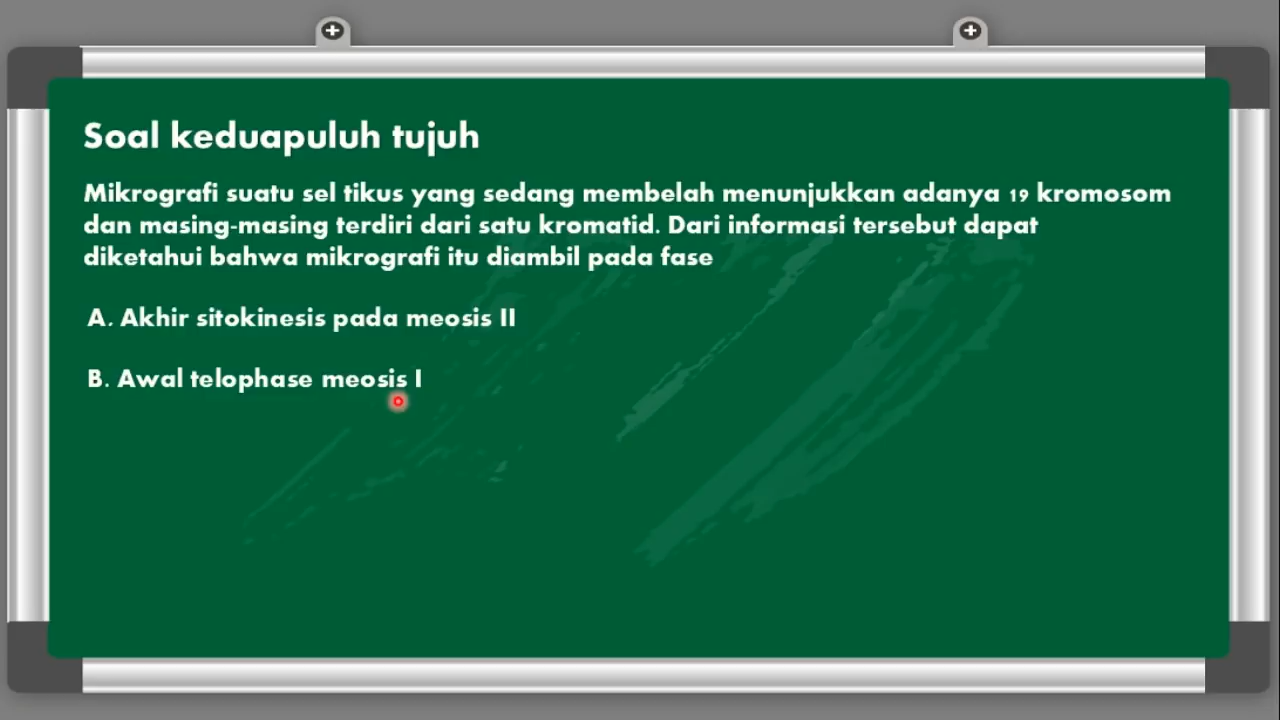 Soal keduapuluh tujuh
Mikrografi suatu sel tikus yang sedang membelah menunjukkan adanya 19 kromosom
dan masing-masing terdiri dari satu kromatid. Dari informasi tersebut dapat
diketahui bahwa mikrografi itu diambil pada fase
A. Akhir sitokinesis pada meosis II
B. Awal telophase meosis I